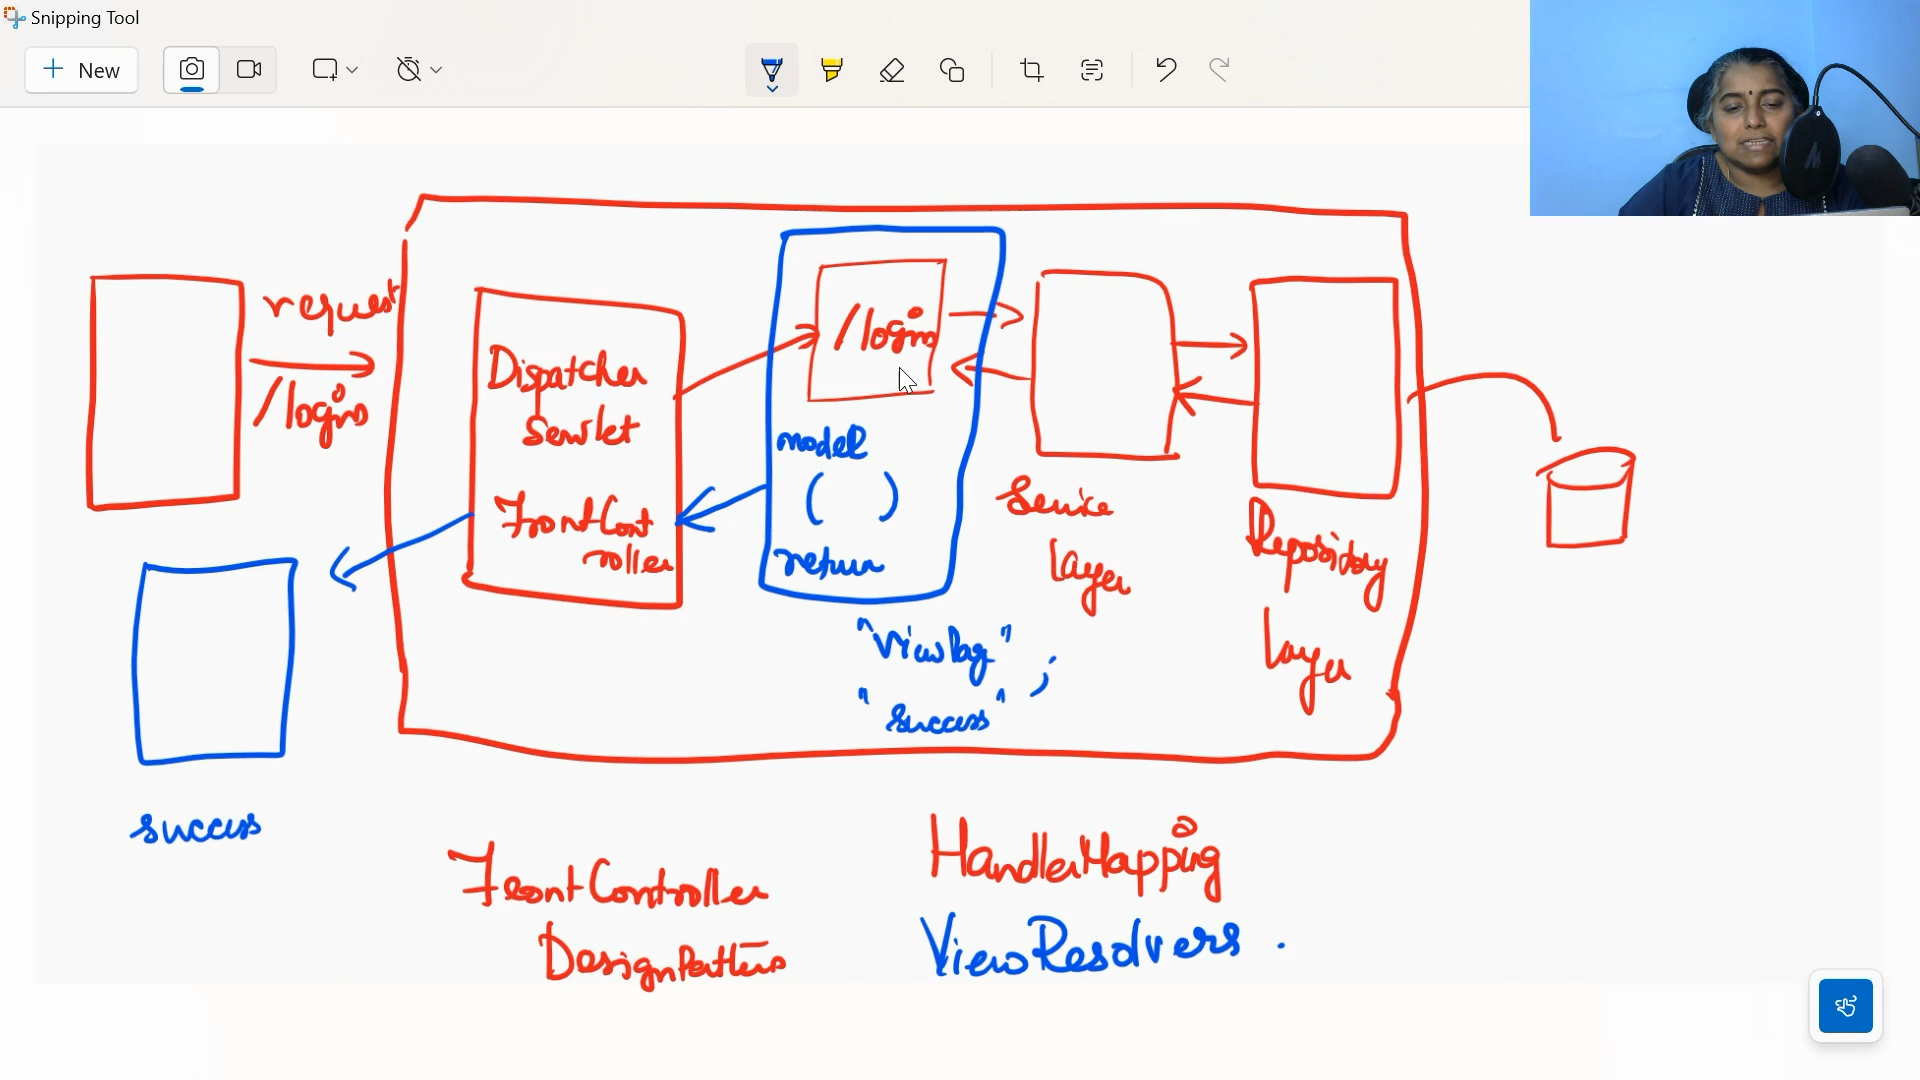 Snipping Tool
New
request
/login
Dispatcher
Servlet
FrontCont
roller
/login
model
( )
return
"ViewPag" ;
"success"
Service
layer
Repository
Layer
success
FrontController
DesignPattern
HandlerMapping
ViewResolvers .